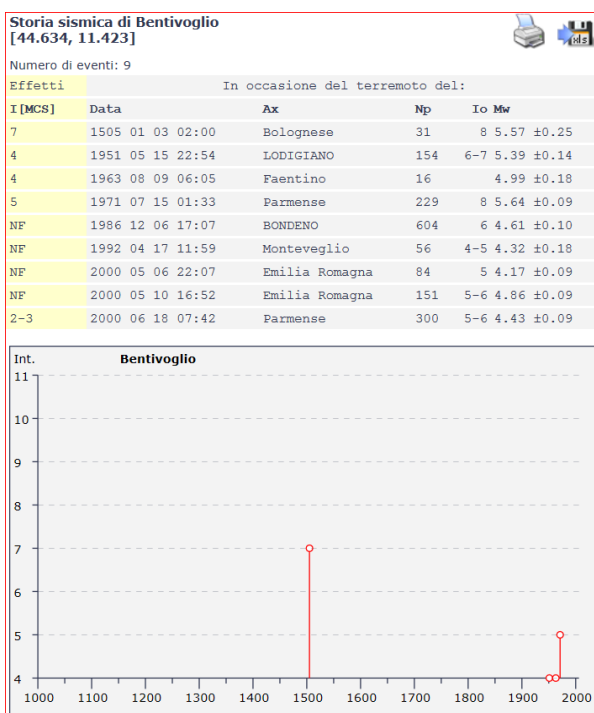 Storia sismica di Bentivoglio
[44.634, 11.423]
xls
Numero di eventi: 9
Effetti In occasione del terremoto del:
I[MCS] Data Ax Np Io Mw
7 1505 01 03 02:00 Bolognese 31 8 5.57 ±0.25
4 1951 05 15 22:54 LODIGIANO 154 6-7 5.39 ±0.14
4 1963 08 09 06:05 Faentino 16 4.99 ±0.18
5 1971 07 15 01:33 Parmense 229 8 5.64 ±0.09
NF 1986 12 06 17:07 BONDENO 604 6 4.61 ±0.10
NF 1992 04 17 11:59 Monteveglio 56 4-5 4.32 ±0.18
NF 2000 05 06 22:07 Emilia Romagna 84 5 4.17 ±0.09
NF 2000 05 10 16:52 Emilia Romagna 151 5-6 4.86 ±0.09
2-3 2000 06 18 07:42 Parmense 300 5-6 4.43 ±0.09
Int. Bentivoglio
11
10
9
8
7
6
5
4
1000 1100 1200 1300 1400 1500 1600 1700 1800 1900 2000